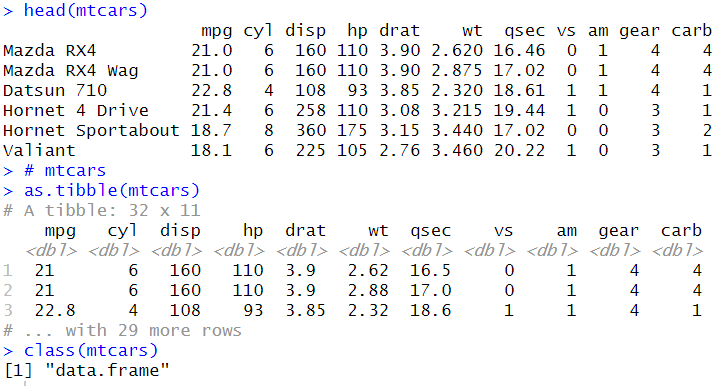 > head(mtcars)
mpg cyl disp hp drat wt qsec vs am gear carb
Mazda RX4 21.0 6 160 110 3.90 2.620 16.46 0 1 4 4
Mazda RX4 Wag 21.0 6 160 110 3.90 2.875 17.02 0 1 4 4
Datsun 710 22.8 4 108 93 3.85 2.320 18.61 1 1 4 1
Hornet 4 Drive 21.4 6 258 110 3.08 3.215 19.44 1 0 3 1
Hornet Sportabout 18.7 8 360 175 3.15 3.440 17.02 0 0 3 2
Valiant 18.1 6 225 105 2.76 3.460 20.22 1 0 3 1
> # mtcars
> as.tibble(mtcars)
# A tibble: 32 x 11
mpg cyl disp hp drat wt qsec vs am gear carb
<dbl> <dbl> <dbl> <dbl> <dbl> <dbl> <dbl> <dbl> <dbl> <dbl> <dbl>
1 21 6 160 110 3.9 2.62 16.5 0 1 4 4
2 21 6 160 110 3.9 2.88 17.0 0 1 4 4
3 22.8 4 108 93 3.85 2.32 18.6 1 1 4 1
# ... with 29 more rows
> class(mtcars)
[1] "data.frame"